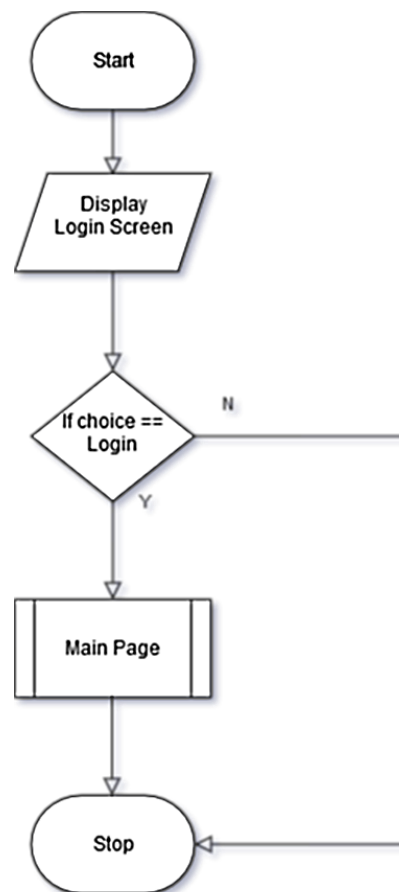 Start
Display
Login Screen
If choice ==
Login
N
Y
Main Page
Stop